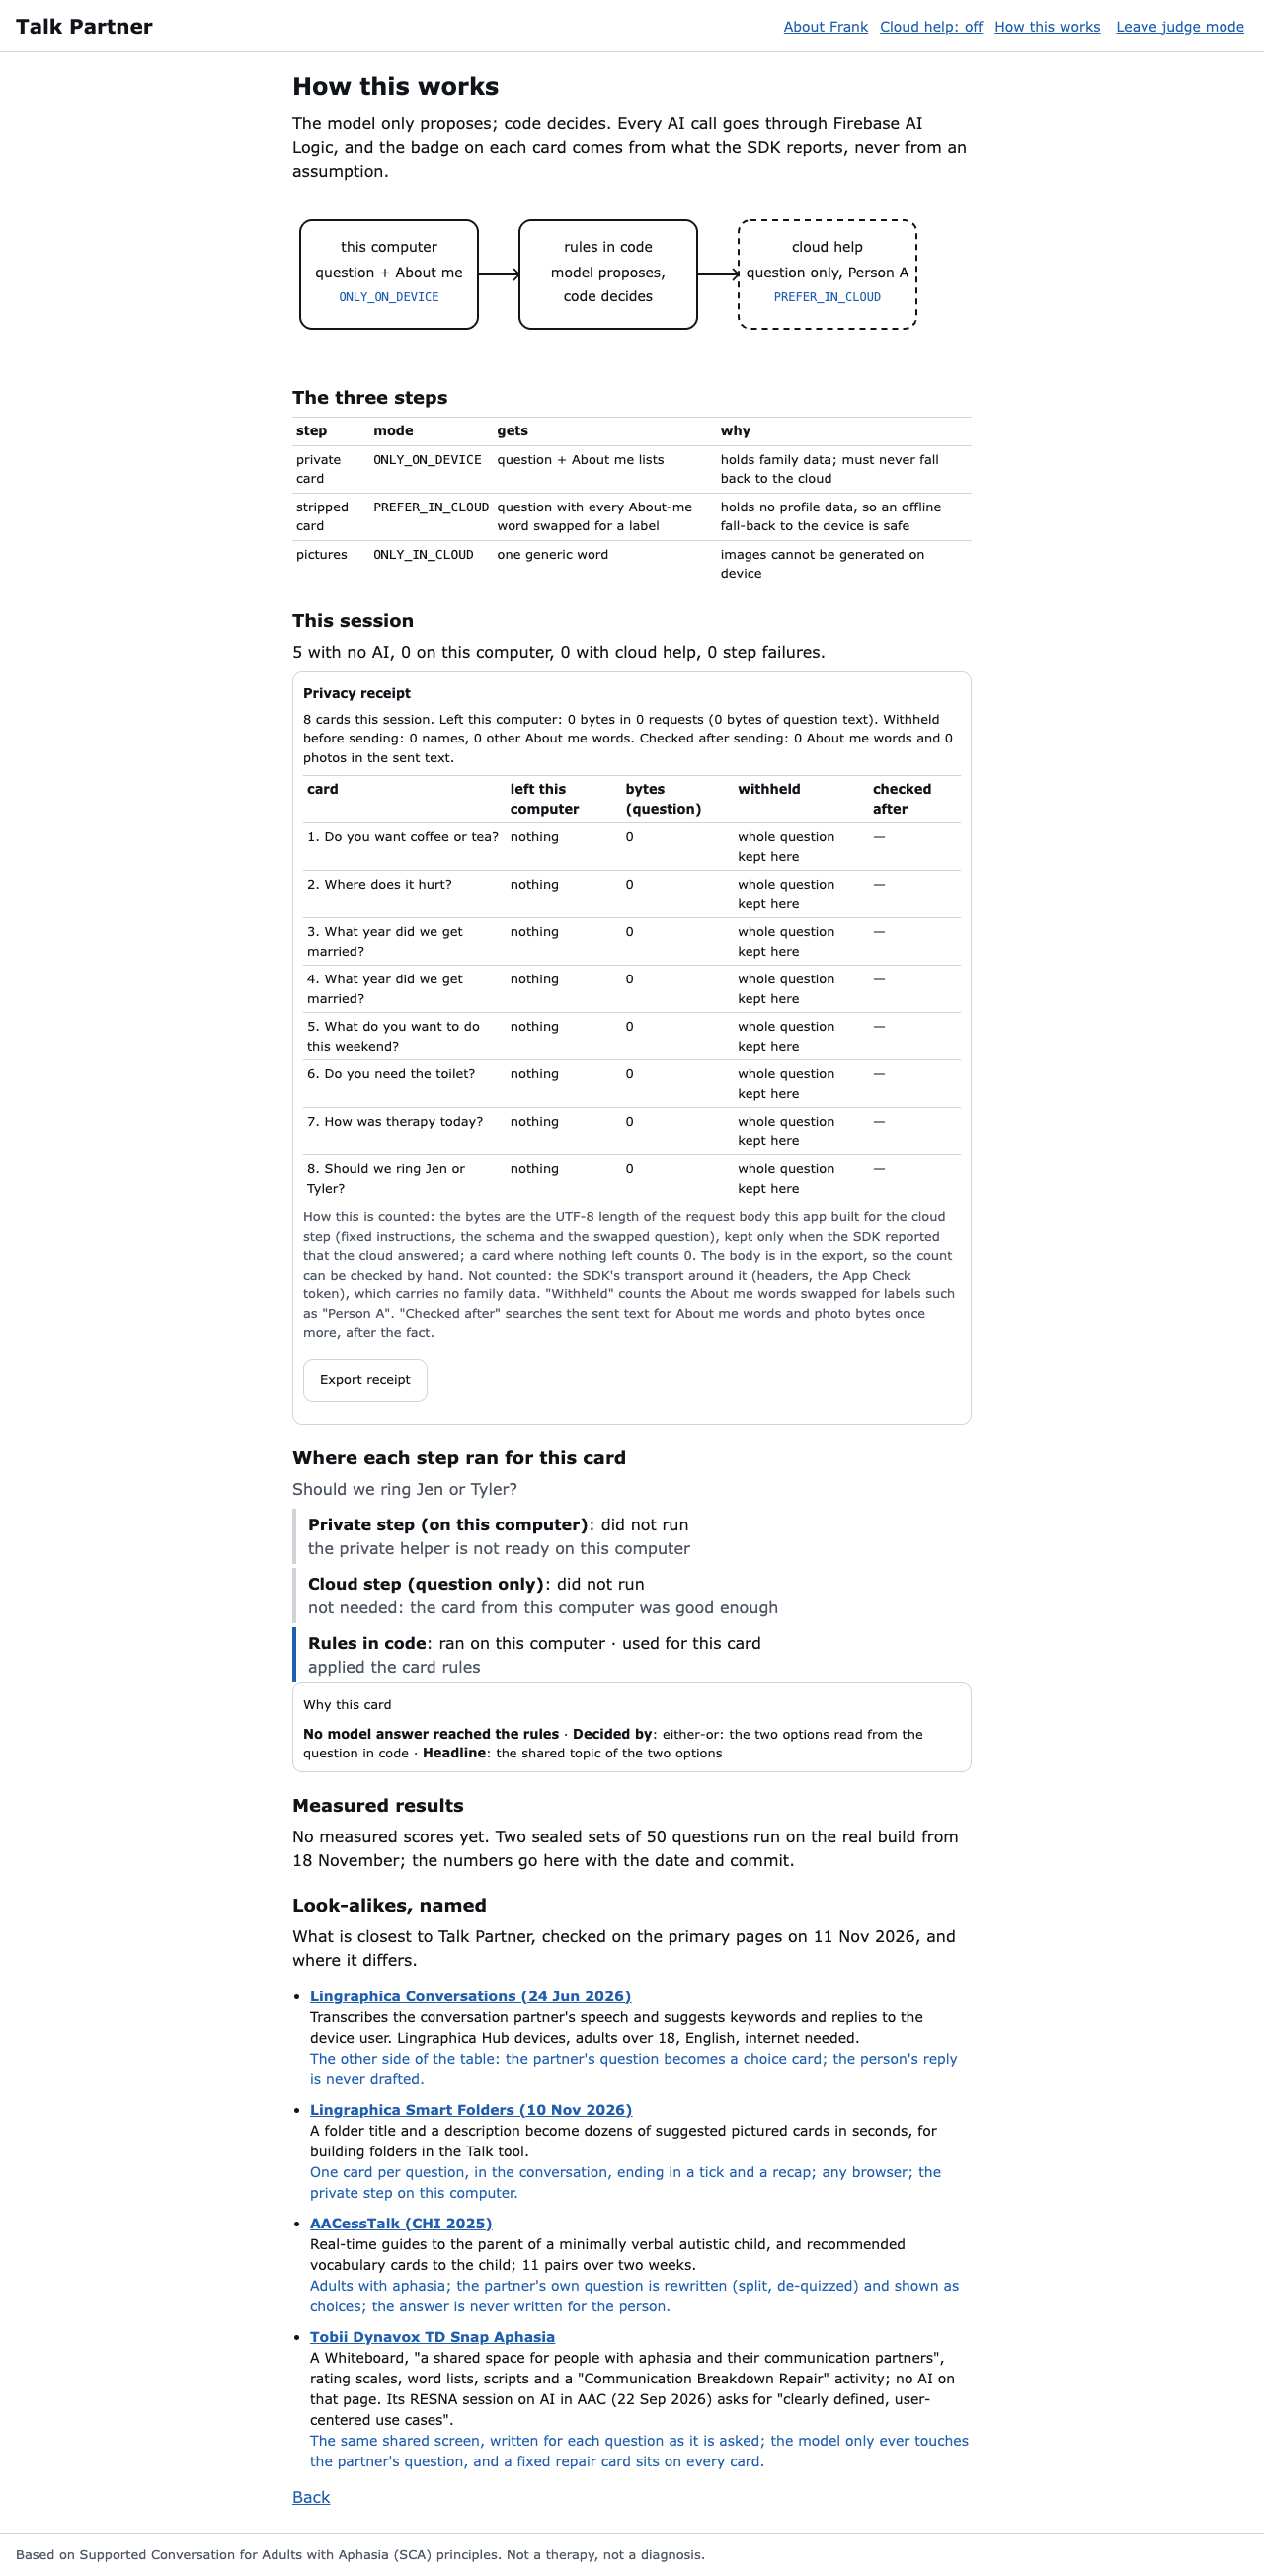 Talk Partner
About Frank Cloud help: off How this works Leave judge mode
How this works
The model only proposes; code decides. Every AI call goes through Firebase AI
Logic, and the badge on each card comes from what the SDK reports, never from an
assumption.
this computer
question + About me
ONLY_ON_DEVICE
rules in code
model proposes,
code decides
cloud help
question only, Person A
PREFER_IN_CLOUD
The three steps
step mode gets why
private card ONLY_ON_DEVICE question + About me lists holds family data; must never fall back to the cloud
stripped card PREFER_IN_CLOUD question with every About-me word swapped for a label holds no profile data, so an offline fall-back to the device is safe
pictures ONLY_IN_CLOUD one generic word images cannot be generated on device
This session
5 with no AI, 0 on this computer, 0 with cloud help, 0 step failures.
Privacy receipt
8 cards this session. Left this computer: 0 bytes in 0 requests (0 bytes of question text). Withheld
before sending: 0 names, 0 other About me words. Checked after sending: 0 About me words and 0
photos in the sent text.
card left this computer bytes (question) withheld checked after
1. Do you want coffee or tea? nothing 0 whole question kept here —
2. Where does it hurt? nothing 0 whole question kept here —
3. What year did we get married? nothing 0 whole question kept here —
4. What year did we get married? nothing 0 whole question kept here —
5. What do you want to do this weekend? nothing 0 whole question kept here —
6. Do you need the toilet? nothing 0 whole question kept here —
7. How was therapy today? nothing 0 whole question kept here —
8. Should we ring Jen or Tyler? nothing 0 whole question kept here —
How this is counted: the bytes are the UTF-8 length of the request body this app built for the cloud
step (fixed instructions, the schema and the swapped question), kept only when the SDK reported
that the cloud answered; a card where nothing left counts 0. The body is in the export, so the count
can be checked by hand. Not counted: the SDK's transport around it (headers, the App Check
token), which carries no family data. "Withheld" counts the About me words swapped for labels such
as "Person A". "Checked after" searches the sent text for About me words and photo bytes once
more, after the fact.
Export receipt
Where each step ran for this card
Should we ring Jen or Tyler?
Private step (on this computer): did not run
the private helper is not ready on this computer
Cloud step (question only): did not run
not needed: the card from this computer was good enough
Rules in code: ran on this computer · used for this card
applied the card rules
Why this card
No model answer reached the rules · Decided by: either-or: the two options read from the
question in code · Headline: the shared topic of the two options
Measured results
No measured scores yet. Two sealed sets of 50 questions run on the real build from
18 November; the numbers go here with the date and commit.
Look-alikes, named
What is closest to Talk Partner, checked on the primary pages on 11 Nov 2026, and
where it differs.
• Lingraphica Conversations (24 Jun 2026)
Transcribes the conversation partner's speech and suggests keywords and replies to the
device user. Lingraphica Hub devices, adults over 18, English, internet needed.
The other side of the table: the partner's question becomes a choice card; the person's reply
is never drafted.
• Lingraphica Smart Folders (10 Nov 2026)
A folder title and a description become dozens of suggested pictured cards in seconds, for
building folders in the Talk tool.
One card per question, in the conversation, ending in a tick and a recap; any browser; the
private step on this computer.
• AACessTalk (CHI 2025)
Real-time guides to the parent of a minimally verbal autistic child, and recommended
vocabulary cards to the child; 11 pairs over two weeks.
Adults with aphasia; the partner's own question is rewritten (split, de-quizzed) and shown as
choices; the answer is never written for the person.
• Tobii Dynavox TD Snap Aphasia
A Whiteboard, "a shared space for people with aphasia and their communication partners",
rating scales, word lists, scripts and a "Communication Breakdown Repair" activity; no AI on
that page. Its RESNA session on AI in AAC (22 Sep 2026) asks for "clearly defined, user-
centered use cases".
The same shared screen, written for each question as it is asked; the model only ever touches
the partner's question, and a fixed repair card sits on every card.
Back
Based on Supported Conversation for Adults with Aphasia (SCA) principles. Not a therapy, not a diagnosis.